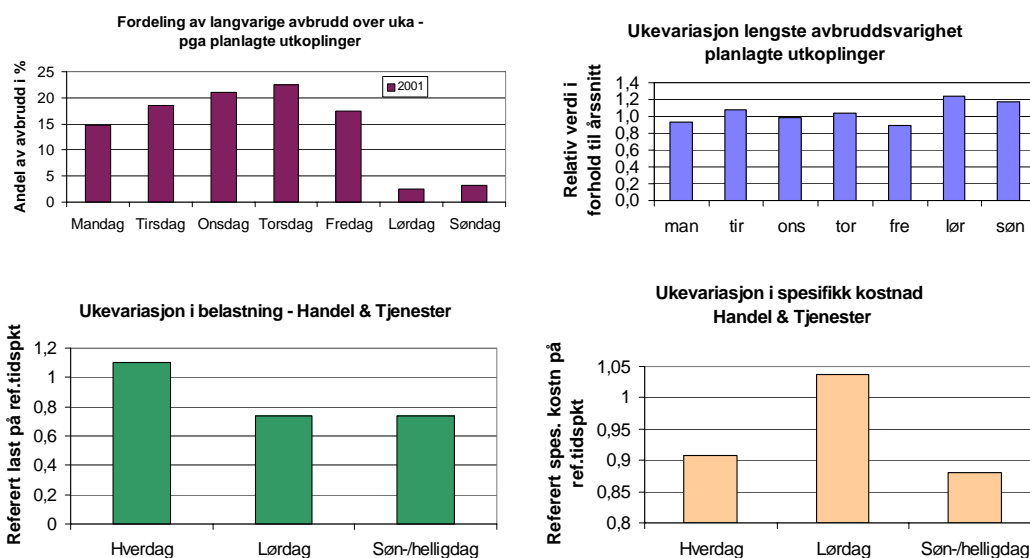 Fordeling av langvarige avbrudd over uka -
pga planlagte utkoplinger
Andel av avbrudd i %
25
20
15
10
5
0
2001
Mandag Tirsdag Onsdag Torsdag Fredag Lørdag Søndag
Ukevariasjon lengste avbruddsvarighet
planlagte utkoplinger
Relativ verdi i
forhold til årssnitt
1,4
1,2
1,0
0,8
0,6
0,4
0,2
0,0
man tir ons tor fre lør søn
Ukevariasjon i belastning - Handel & Tjenester
Referert last på ref.tidspkt
1,2
1
0,8
0,6
0,4
0,2
0
Hverdag Lørdag Søn-/helligdag
Ukevariasjon i spesifikk kostnad
Handel & Tjenester
Referert spes. kostn på
ref.tidspkt
1,05
1
0,95
0,9
0,85
0,8
Hverdag Lørdag Søn-/helligdag